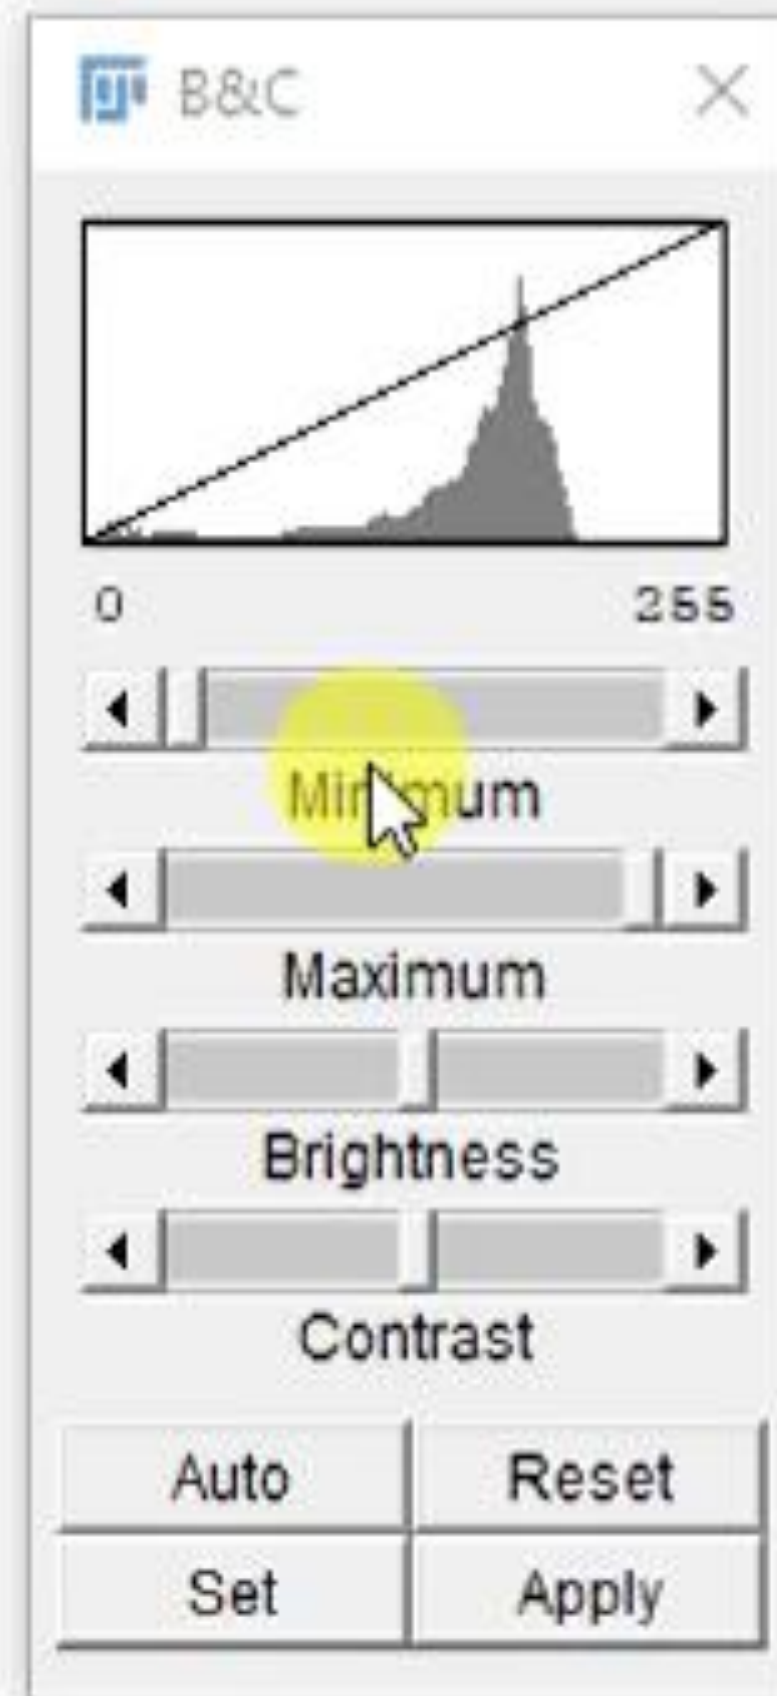 B&C
0 255
Minimum
Maximum
Brightness
Contrast
Auto Reset
Set Apply